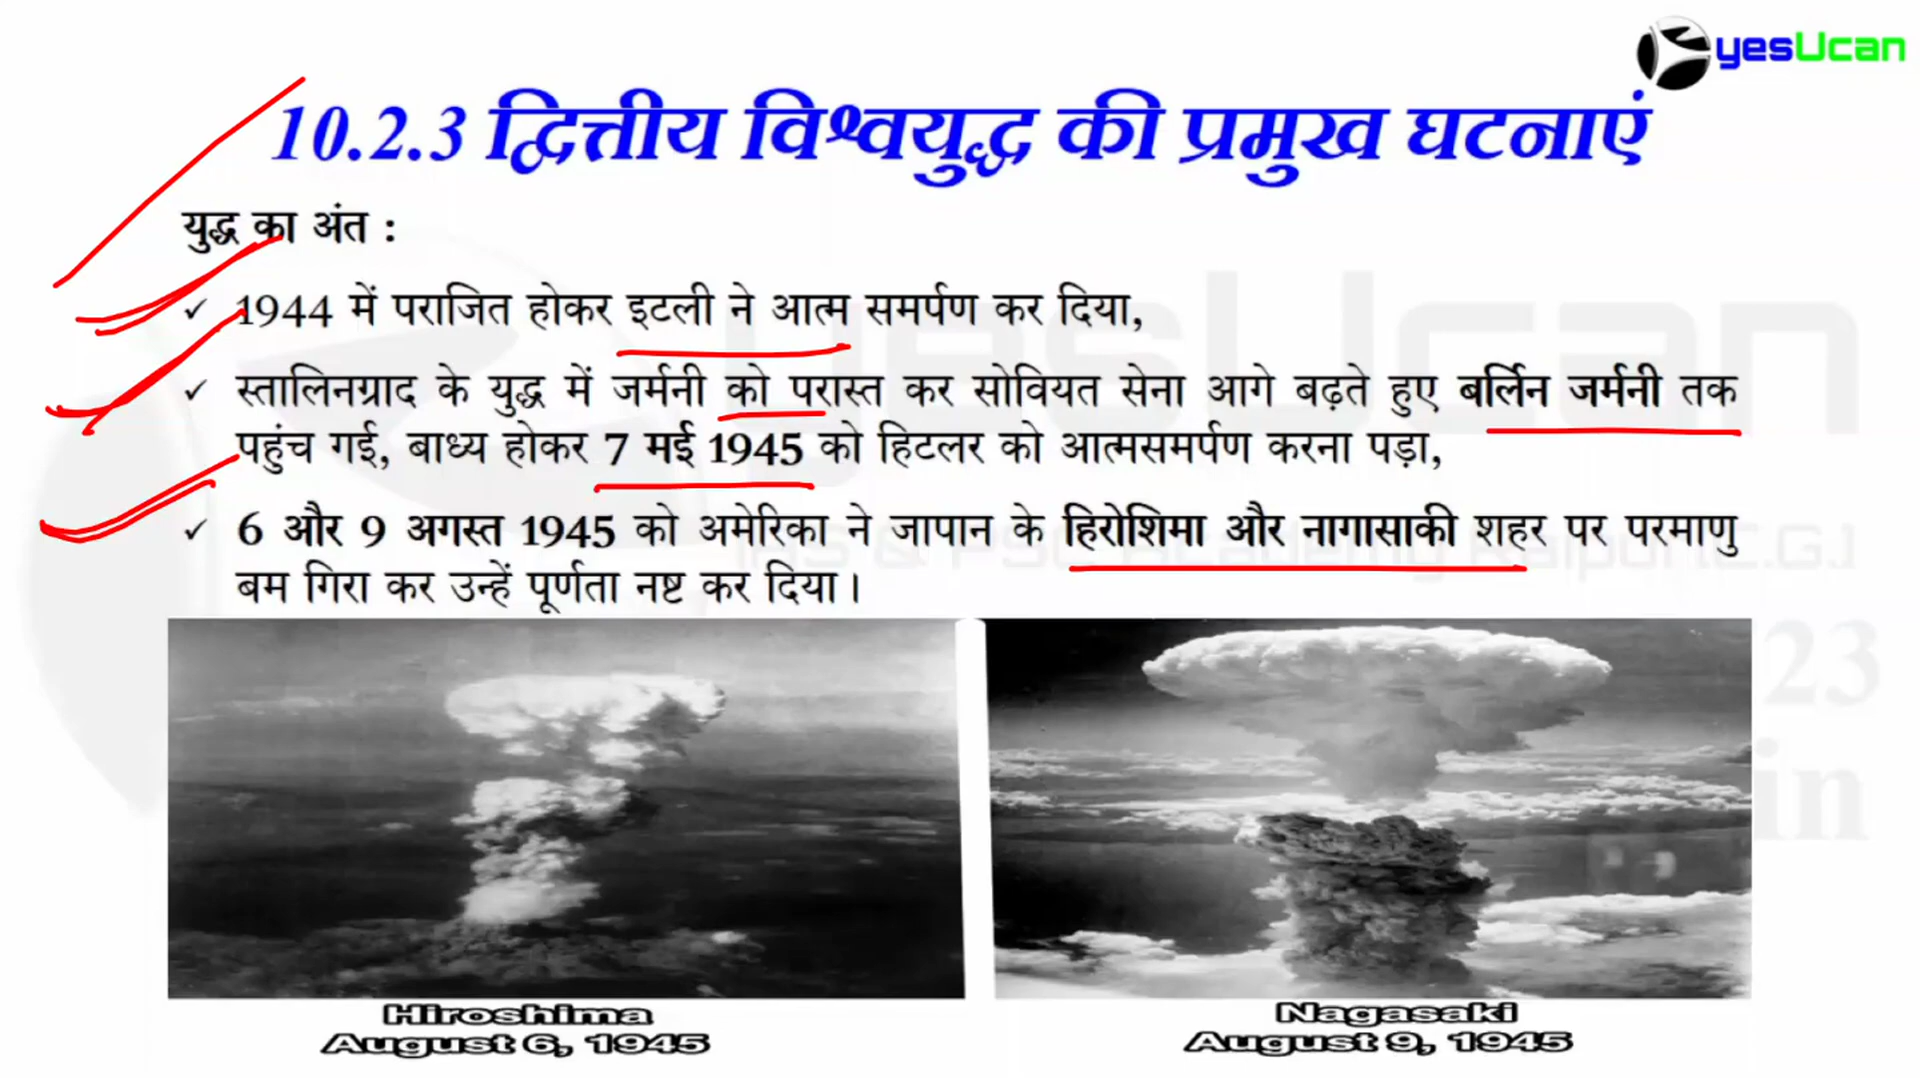 yesUcan
10.2.3 द्वित्तीय विश्वयुद्ध की प्रमुख घटनाएं
युद्ध का अंत :
✓ 1944 में पराजित होकर इटली ने आत्म समर्पण कर दिया,
✓ स्तालिनग्राद के युद्ध में जर्मनी को परास्त कर सोवियत सेना आगे बढ़ते हुए बर्लिन जर्मनी तक
पहुंच गई, बाध्य होकर 7 मई 1945 को हिटलर को आत्मसमर्पण करना पड़ा,
✓ 6 और 9 अगस्त 1945 को अमेरिका ने जापान के हिरोशिमा और नागासाकी शहर पर परमाणु
बम गिरा कर उन्हें पूर्णता नष्ट कर दिया।
Hiroshima
August 6, 1945
Nagasaki
August 9, 1945